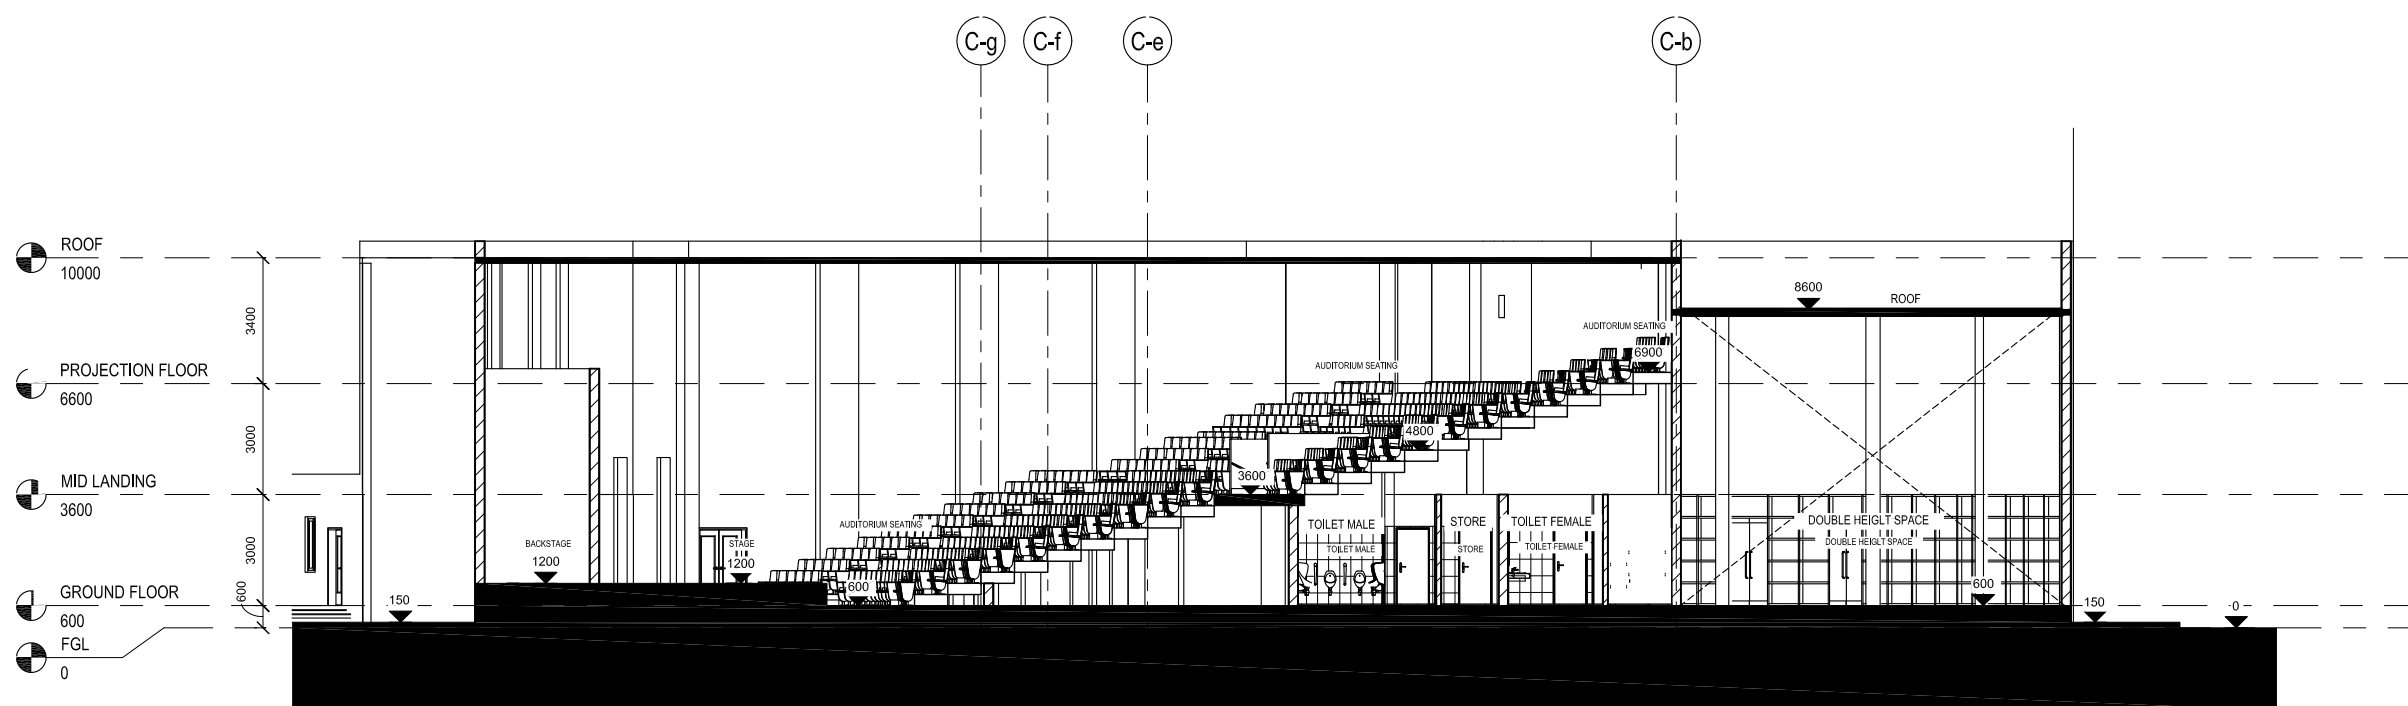 C-g
C-f
C-e
C-b
ROOF
10000
3400
8600
ROOF
AUDITORIUM SEATING
6900
AUDITORIUM SEATING
PROJECTION FLOOR
6600
3000
4800
3600
MID LANDING
3600
AUDITORIUM SEATING
TOILET MALE
STORE
TOILET FEMALE
DOUBLE HEIGLT SPACE
BACKSTAGE
1200
STAGE
1200
TOILET MALE
STORE
TOILET FEMALE
DOUBLE HEIGLT SPACE
3000
600
600
GROUND FLOOR
600
600
150
150
0
FGL
0